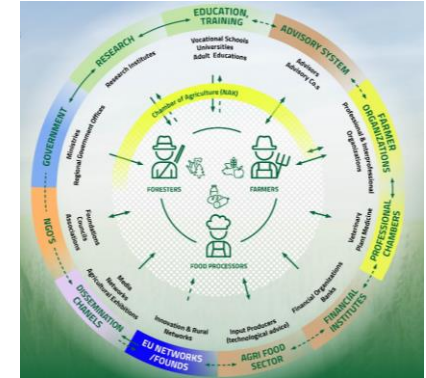 EDUCATION,
TRAINING
ADVISORY SYSTEM
FARMER
ORGANIZATIONS
PROFESSIONAL
CHAMBERS
FINANCIAL
INSTITUTES
AGRI FOOD
SECTOR
EU NETWORKS
/FOUNDS
DISSEMINATION
CHANELS
NGO'S
GOVERNMENT
RESEARCH
Vocational Schools
Universities
Adult Educations
Advisors
Advisory Co.s
Professional & Interprofessional
Organizations
Veterinary
Plant Medicine
Financial Organizations
Banks
Input Producers
(technological advice)
Innovation & Rural
Networks
Media
Networks
Agricultural Exhibitions
Foundations
Councils
Associations
Ministries
Regional Government Offices
Research Institutes
Chamber of Agriculture (NAK)
FORESTERS
FARMERS
FOOD PROCESSORS